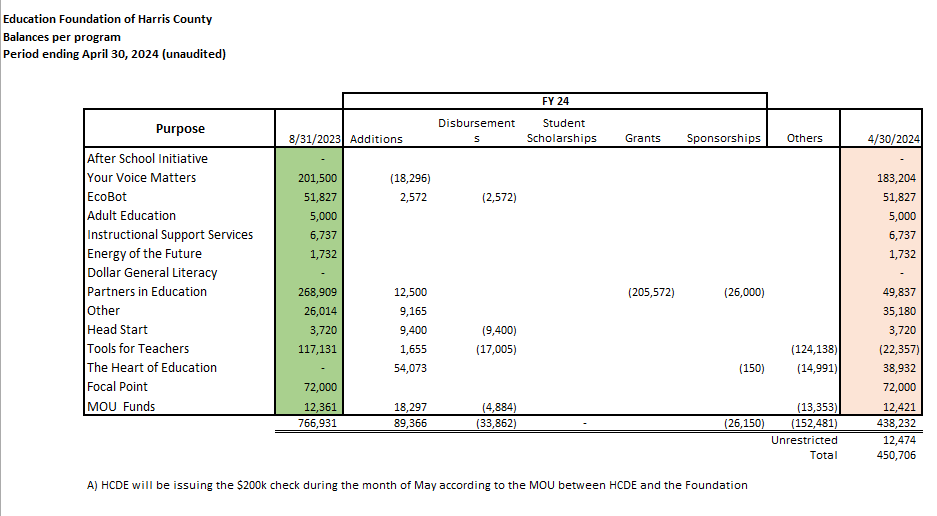 Education Foundation of Harris County
Balances per program
Period ending April 30, 2024 (unaudited)
FY 24
Purpose 8/31/2023 Additions Disbursement s Student Scholarships Grants Sponsorships Others 4/30/2024
After School Initiative - -
Your Voice Matters 201,500 (18,296) 183,204
EcoBot 51,827 2,572 (2,572) 51,827
Adult Education 5,000 5,000
Instructional Support Services 6,737 6,737
Energy of the Future 1,732 1,732
Dollar General Literacy - -
Partners in Education 268,909 12,500 (205,572) (26,000) 49,837
Other 26,014 9,165 35,180
Head Start 3,720 9,400 (9,400) 3,720
Tools for Teachers 117,131 1,655 (17,005) (124,138) (22,357)
The Heart of Education - 54,073 (150) (14,991) 38,932
Focal Point 72,000 72,000
MOU Funds 12,361 18,297 (4,884) (13,353) 12,421
766,931 89,366 (33,862) - (26,150) (152,481) 438,232
Unrestricted 12,474
Total 450,706
A) HCDE will be issuing the $200k check during the month of May according to the MOU between HCDE and the Foundation